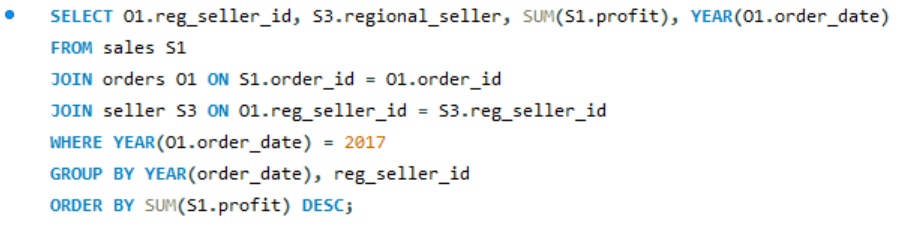 SELECT O1.reg_seller_id, S3.regional_seller, SUM(S1.profit), YEAR(O1.order_date)
FROM sales S1
JOIN orders O1 ON S1.order_id = O1.order_id
JOIN seller S3 ON O1.reg_seller_id = S3.reg_seller_id
WHERE YEAR(O1.order_date) = 2017
GROUP BY YEAR(order_date), reg_seller_id
ORDER BY SUM(S1.profit) DESC;